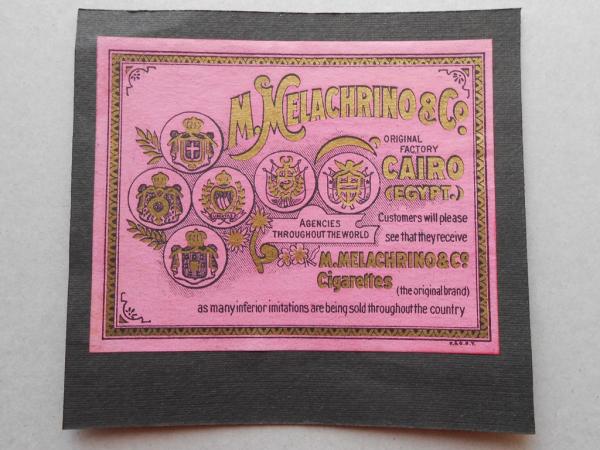 M. MELACHRINO & Co.
ORIGINAL
FACTORY
CAIRO
(EGYPT.)
AGENCIES
THROUGHOUT THE WORLD
Customers will please
see that they receive
M. MELACHRINO & Co
Cigarettes
(the original brand)
as many inferior imitations are being sold throughout the country